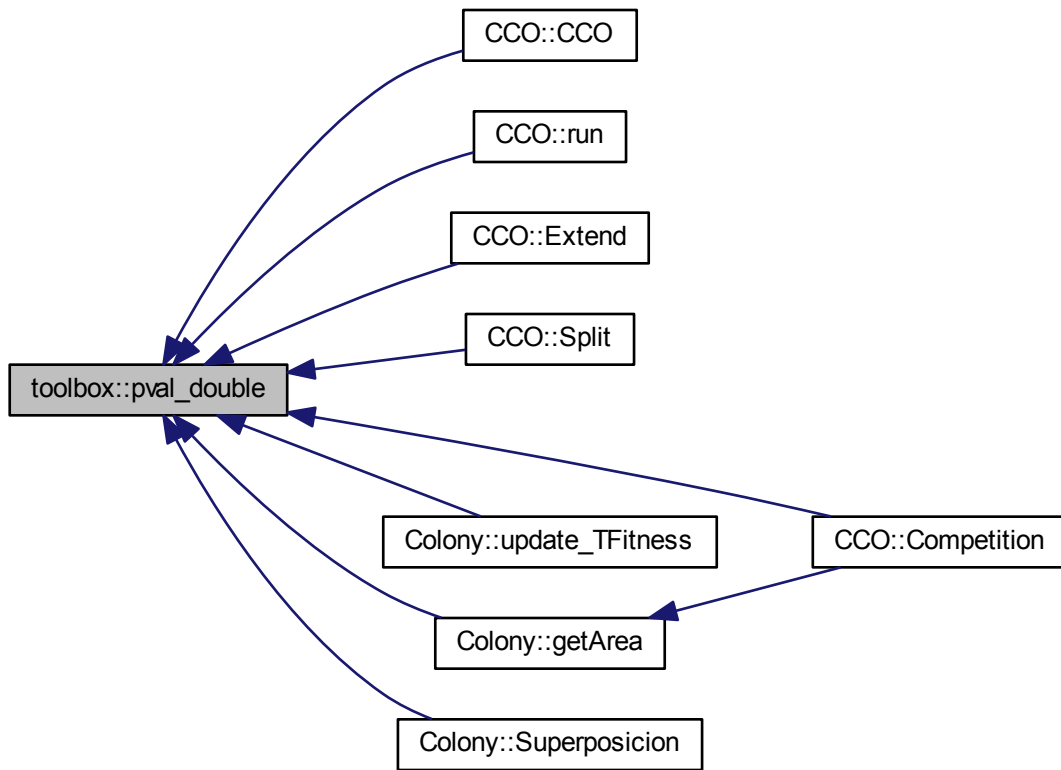 CCO::CCO
CCO::run
CCO::Extend
CCO::Split
toolbox::pval_double
Colony::update_TFitness
CCO::Competition
Colony::getArea
Colony::Superposicion